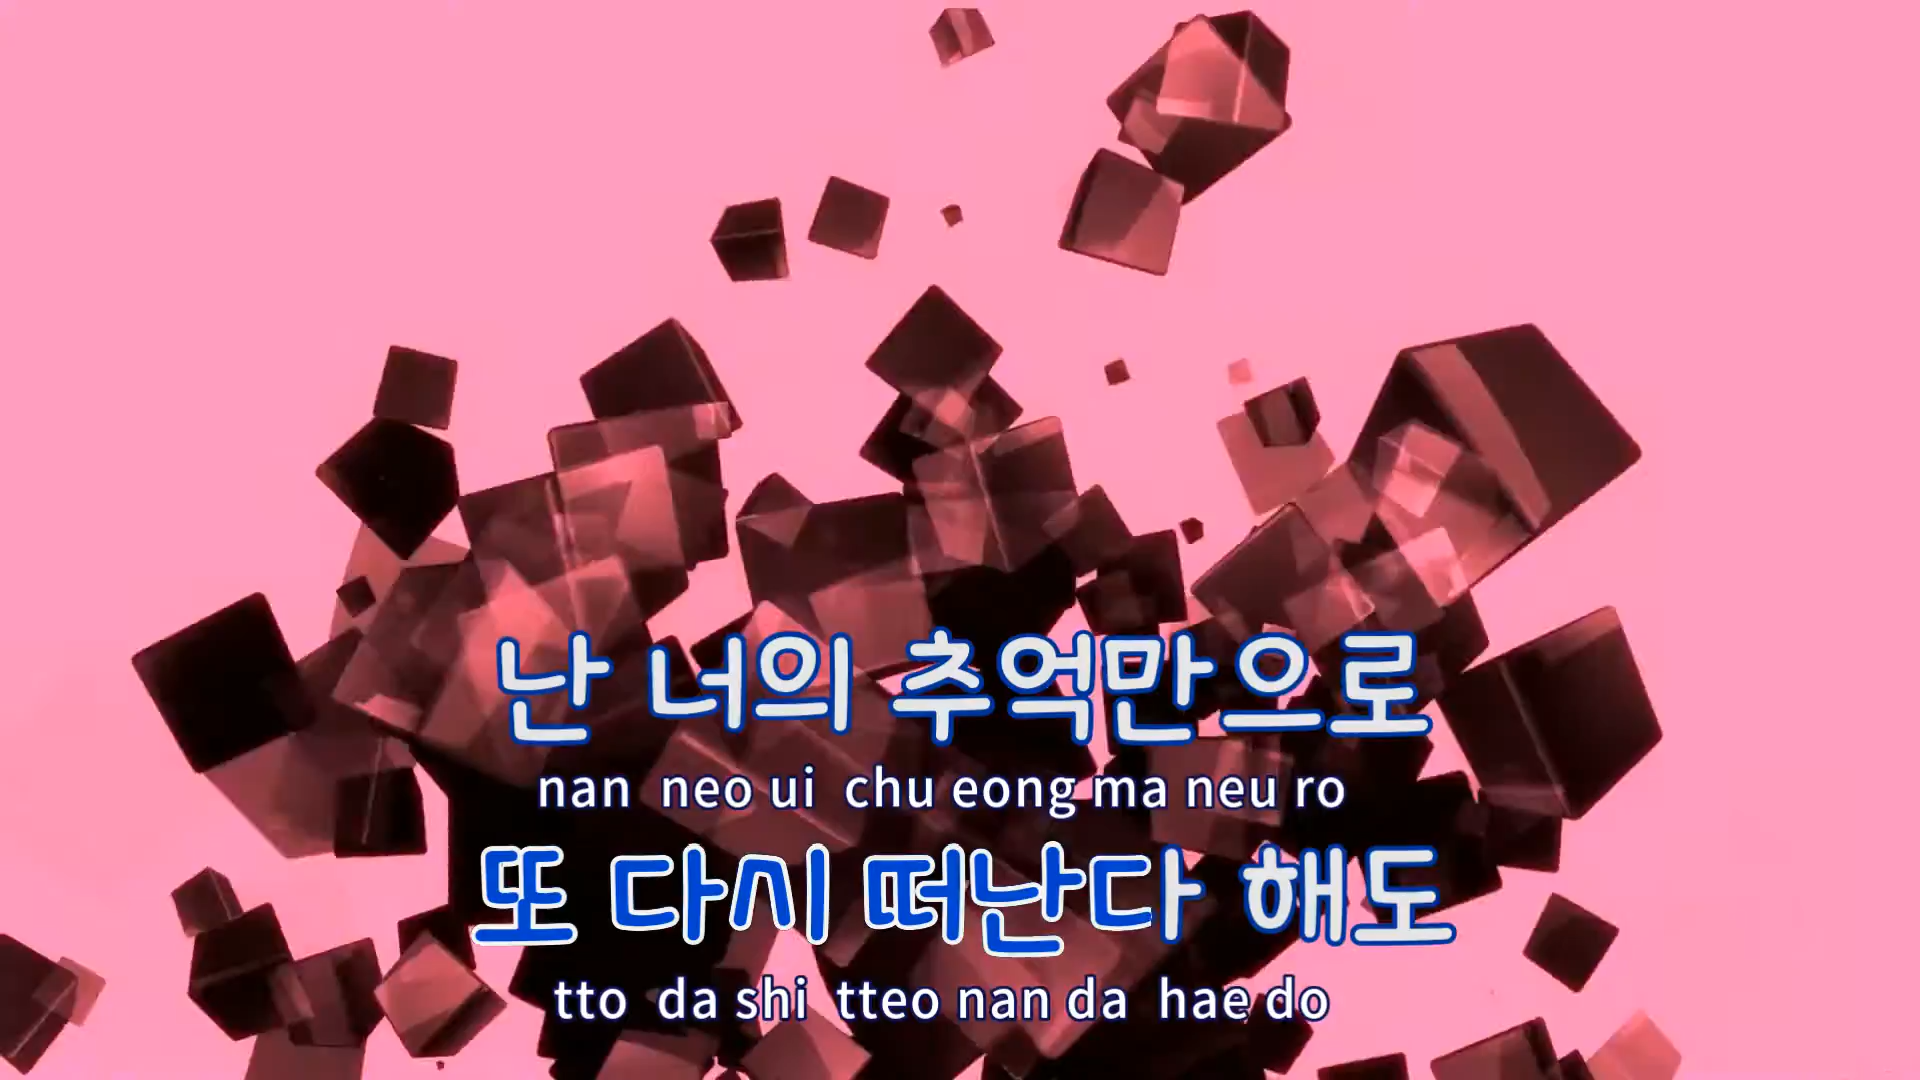 난 너의 추억만으로
nan neo ui chu eong ma neu ro
또 다시 떠난다 해도
tto da shi tteo nan da hae do